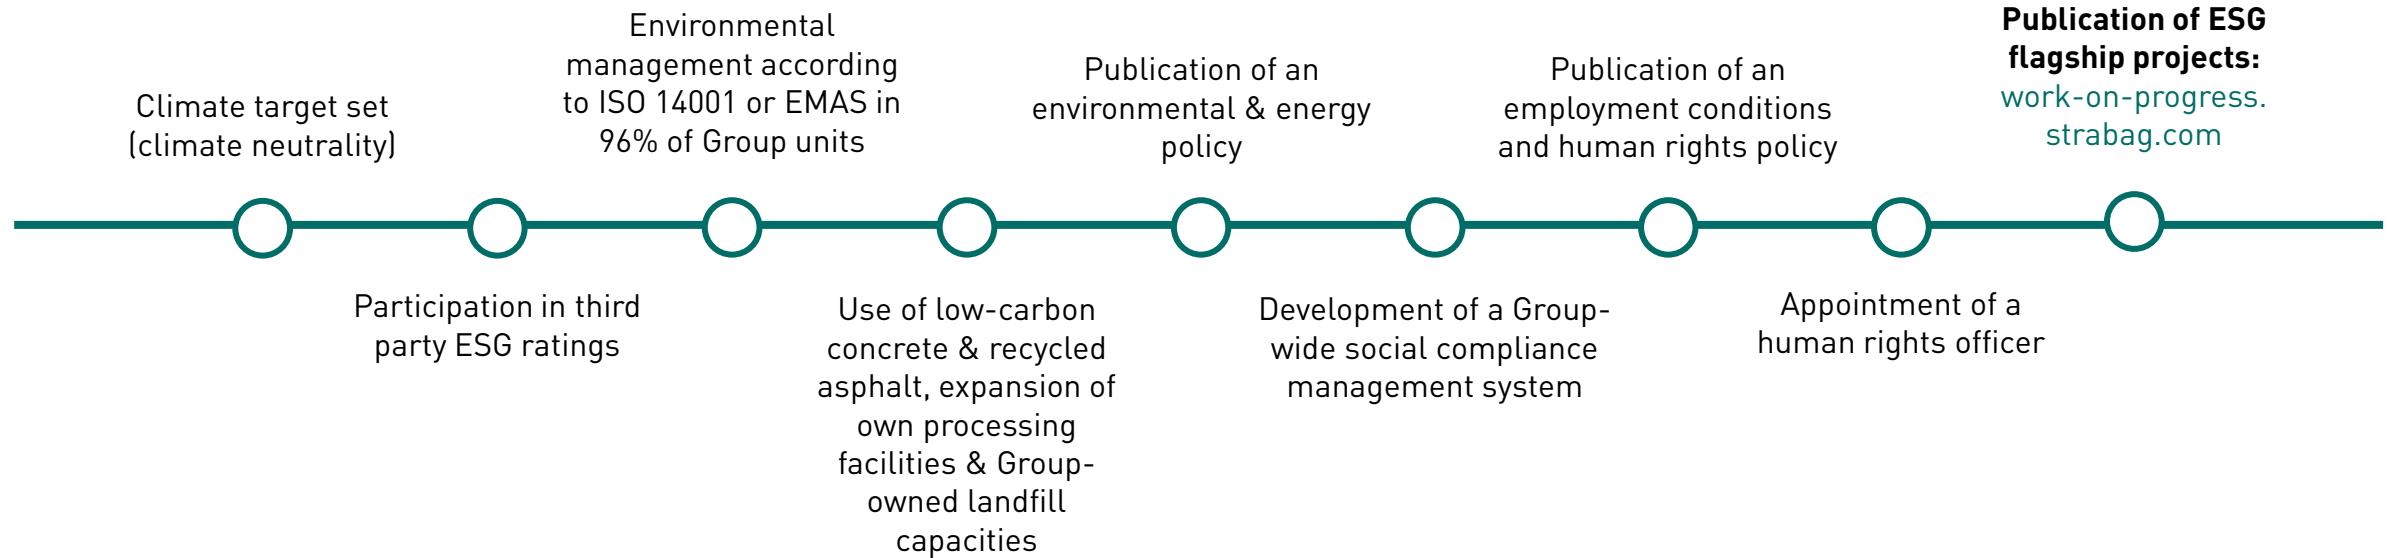 Climate target set
(climate neutrality)
Participation in third
party ESG ratings
Environmental
management according
to ISO 14001 or EMAS in
96% of Group units
Use of low-carbon
concrete & recycled
asphalt, expansion of
own processing
facilities & Group-
owned landfill
capacities
Publication of an
environmental & energy
policy
Development of a Group-
wide social compliance
management system
Publication of an
employment conditions
and human rights policy
Appointment of a
human rights officer
Publication of ESG
flagship projects:
work-on-progress.
strabag.com